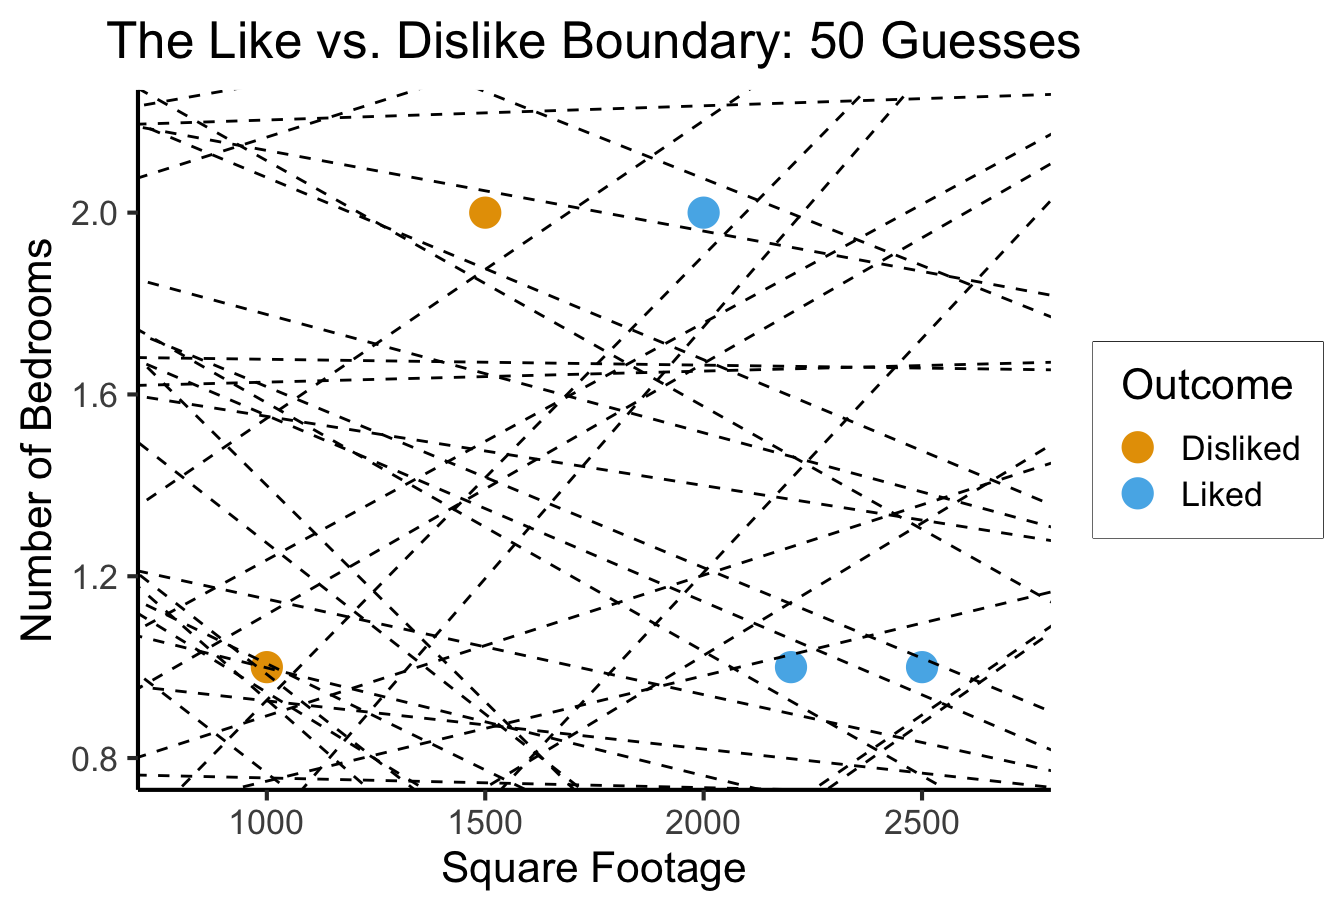 The Like vs. Dislike Boundary: 50 Guesses
Number of Bedrooms
2.0
1.6
1.2
0.8
1000 1500 2000 2500
Square Footage
Outcome
Disliked
Liked